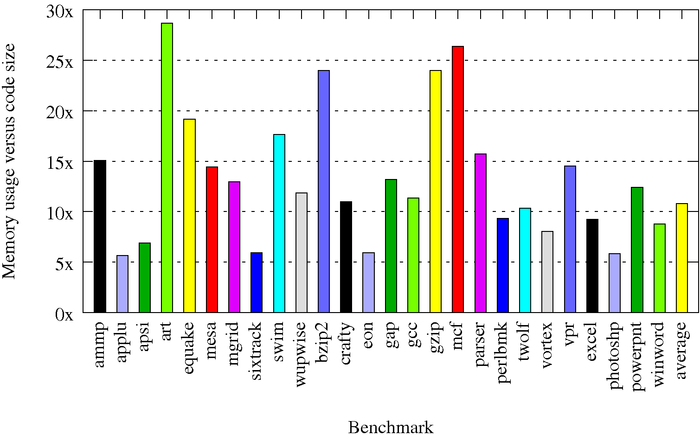 30x
25x
20x
15x
10x
5x
0x
Memory usage versus code size
ammp
applu
apsi
art
equake
mesa
mgrid
sixtrack
swim
wupwise
bzip2
crafty
eon
gap
gcc
gzip
mcf
parser
perlbmk
twolf
vortex
vpr
excel
photoshp
powerpnt
winword
average
Benchmark